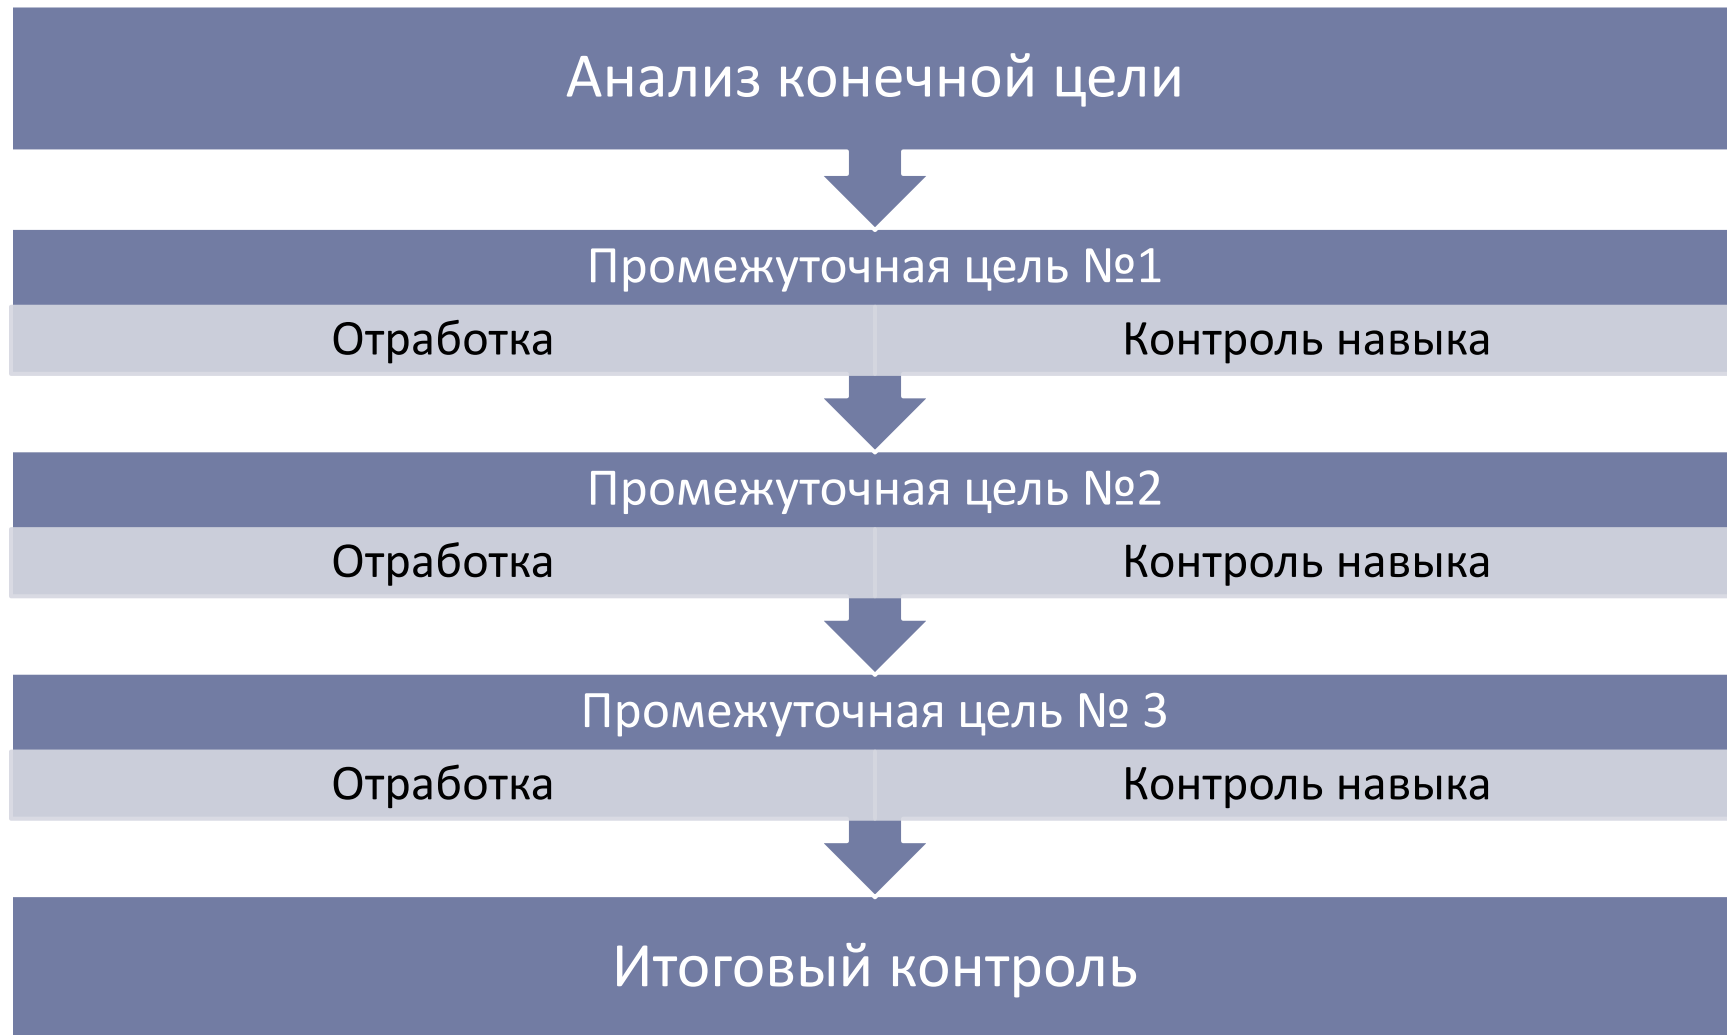 Анализ конечной цели
Промежуточная цель №1
Отработка
Контроль навыка
Промежуточная цель №2
Отработка
Контроль навыка
Промежуточная цель № 3
Отработка
Контроль навыка
Итоговый контроль